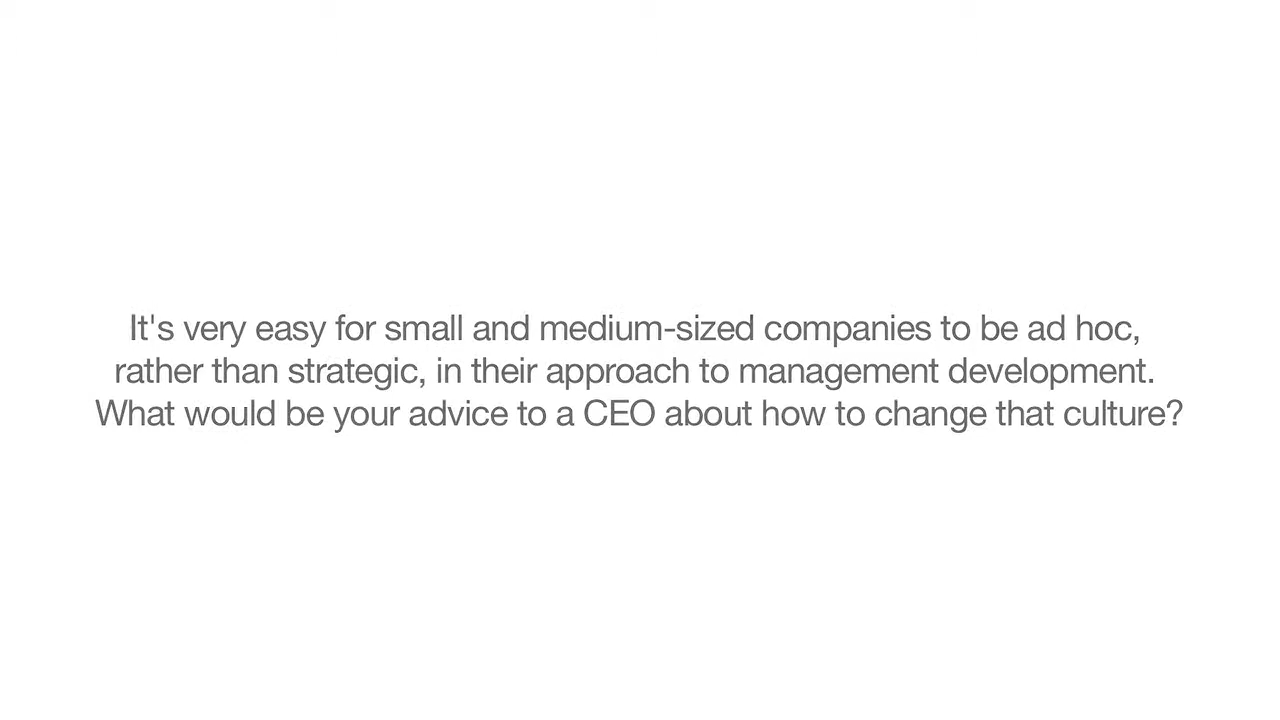 It's very easy for small and medium-sized companies to be ad hoc,
rather than strategic, in their approach to management development.
What would be your advice to a CEO about how to change that culture?